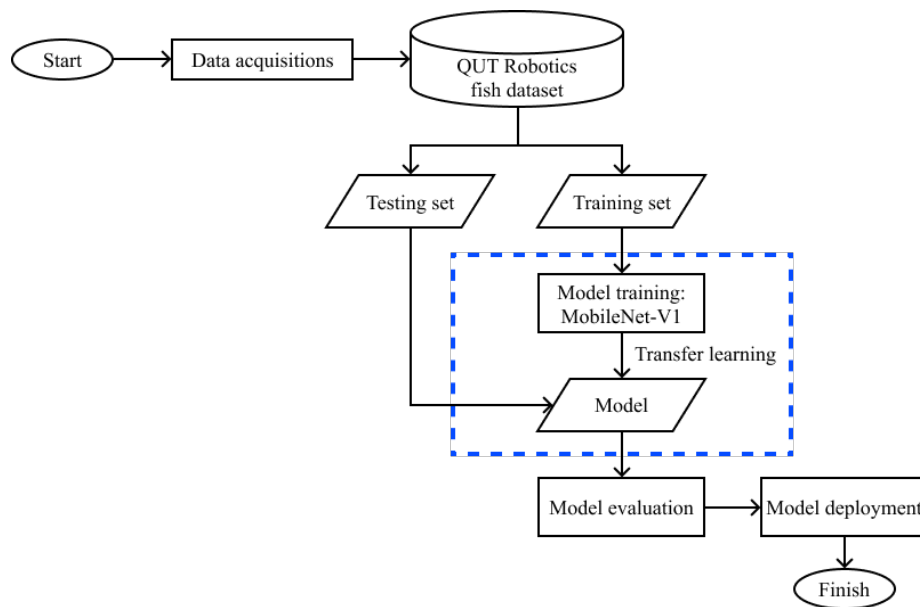 Start
Data acquisitions
QUT Robotics
fish dataset
Testing set
Training set
Model training:
MobileNet-V1
Transfer learning
Model
Model evaluation
Model deployment
Finish